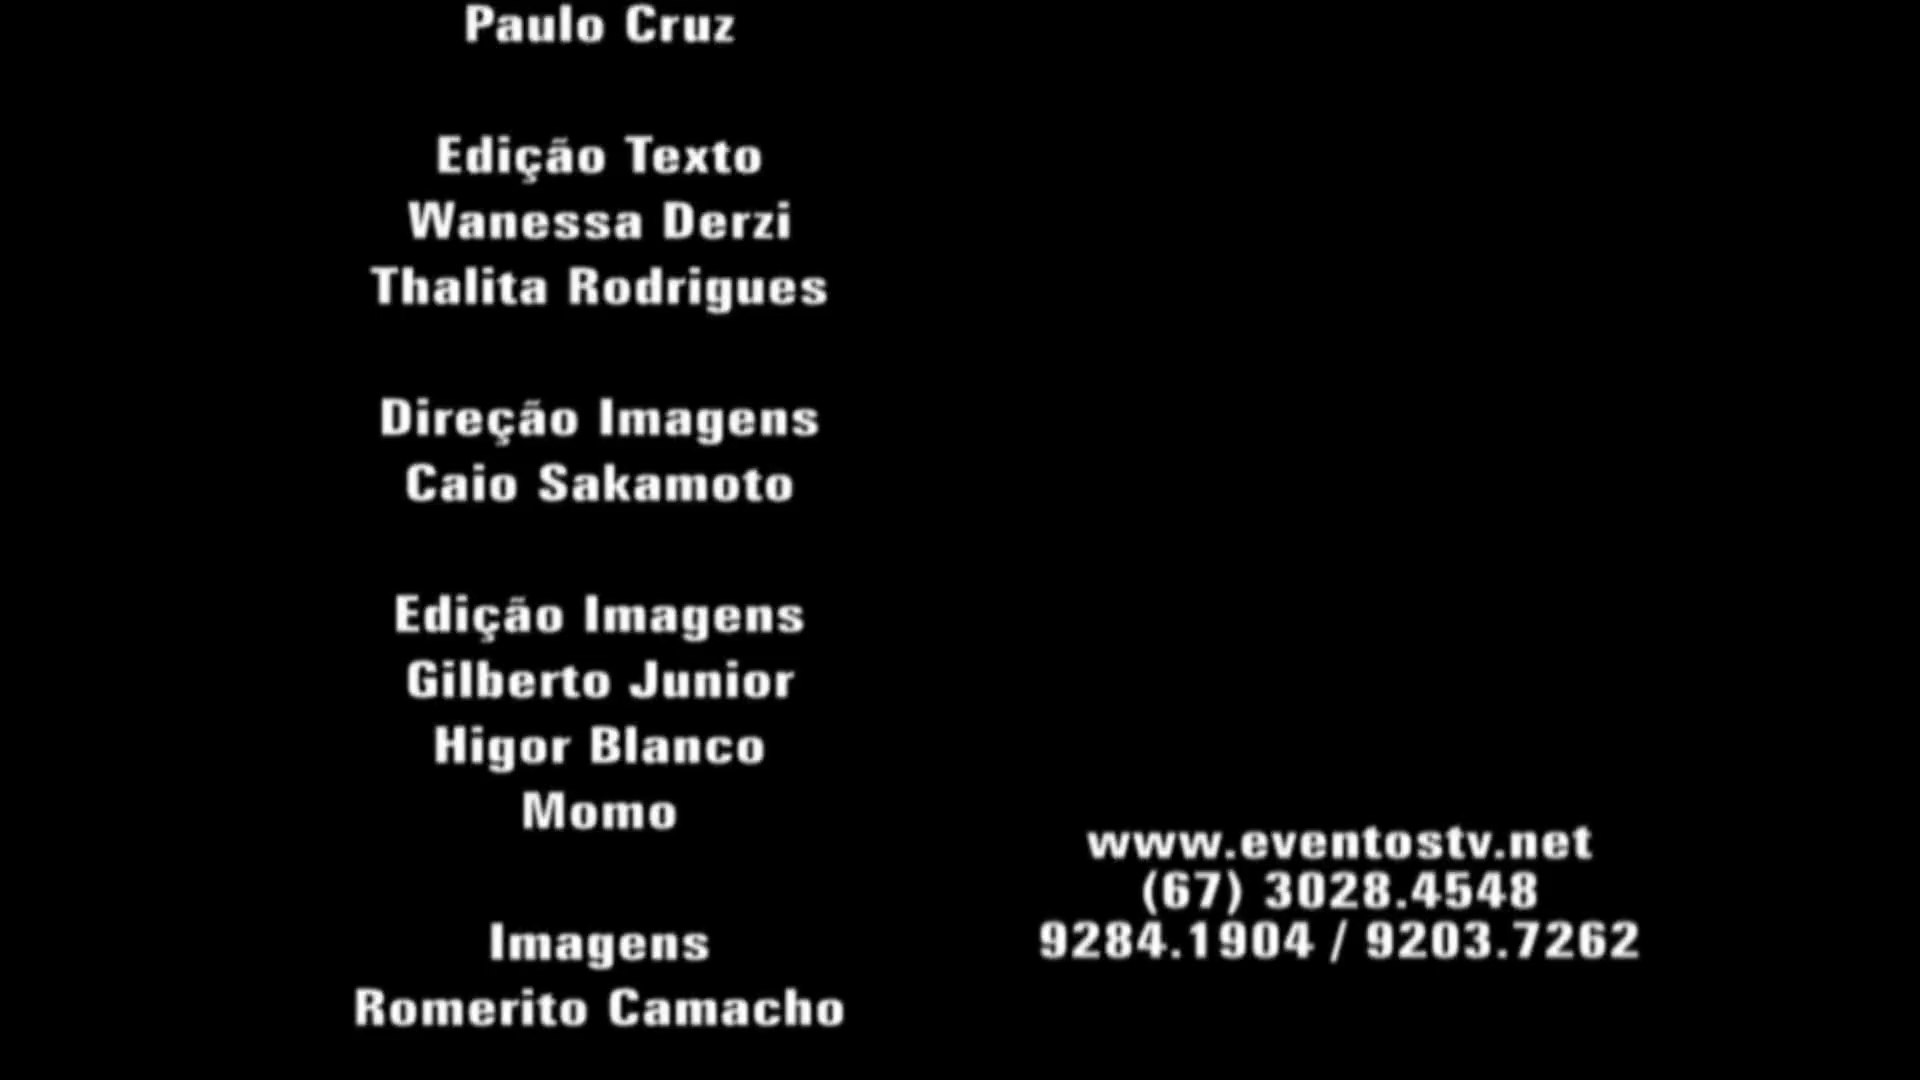 Paulo Cruz
Edição Texto
Wanessa Derzi
Thalita Rodrigues
Direção Imagens
Caio Sakamoto
Edição Imagens
Gilberto Junior
Higor Blanco
Momo
Imagens
Romerito Camacho
www.eventostv.net
(67) 3028.4548
9284.1904 / 9203.7262